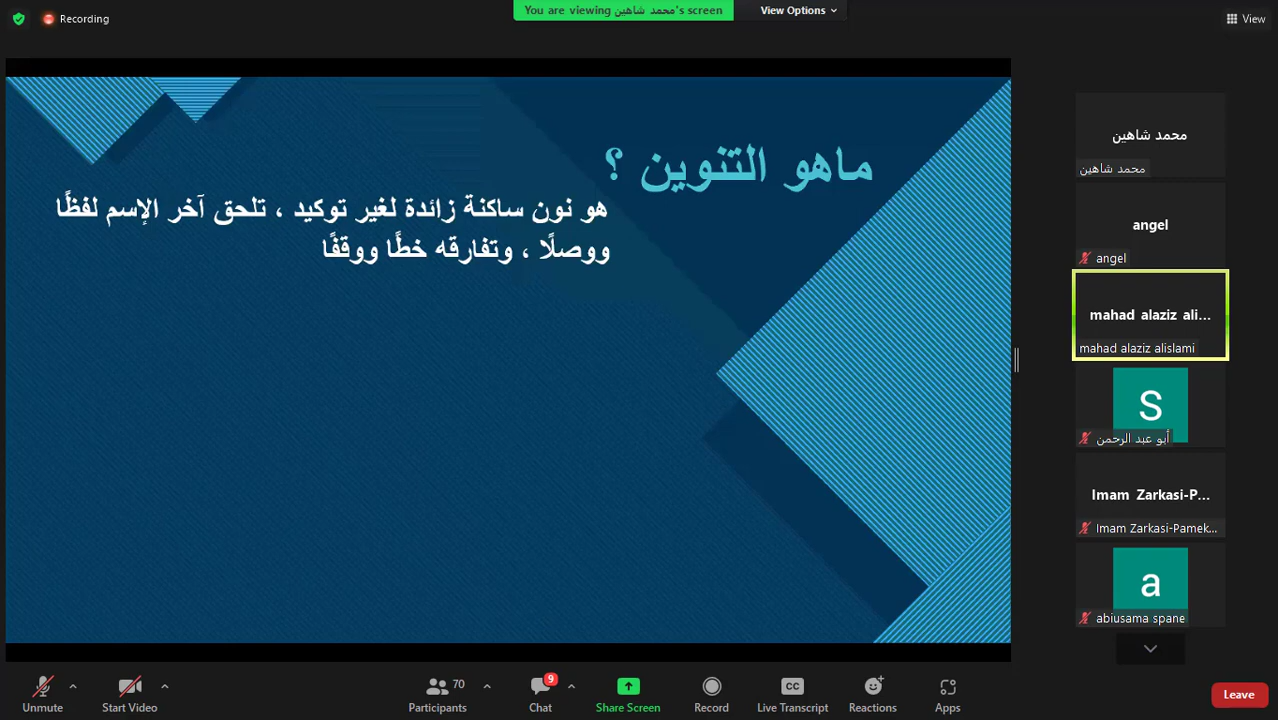 Recording
You are viewing محمد شاهين's screen
View Options
View
ماهو التنوين ؟
هو نون ساكنة زائدة لغير توكيد ، تلحق آخر الإسم لفظًا
ووصلًا ، وتفارقه خطًا ووقفًا
محمد شاهين
محمد شاهين
angel
angel
mahad alaziz ali...
mahad alaziz alislami
S
أبو عبد الرحمن
Imam Zarkasi-P...
Imam Zarkasi-Pamek...
a
abiusama spane
Unmute
Start Video
70
Participants
9
Chat
Share Screen
Record
CC
Live Transcript
Reactions
Apps
Leave